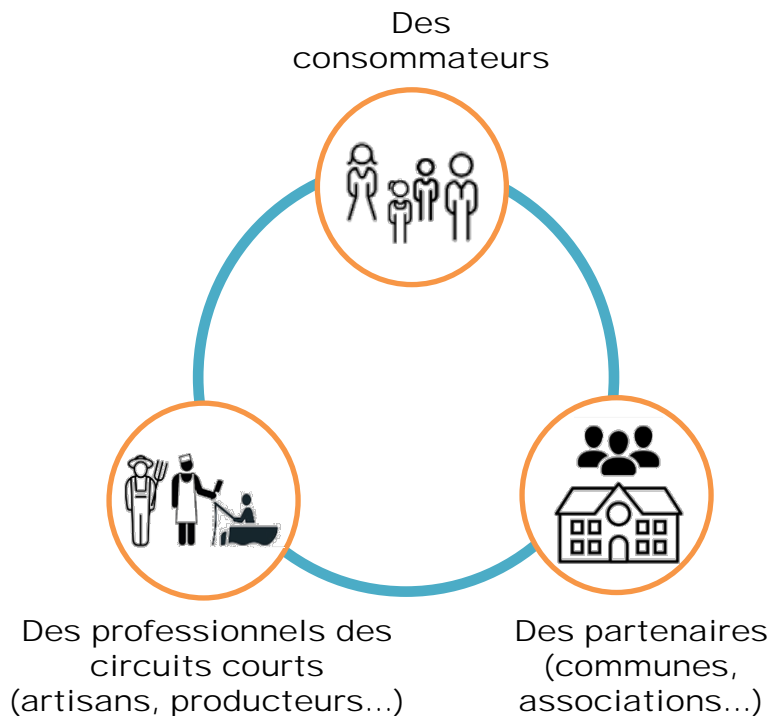 Des
consommateurs
Des professionnels des
circuits courts
(artisans, producteurs...)
Des partenaires
(communes,
associations...)